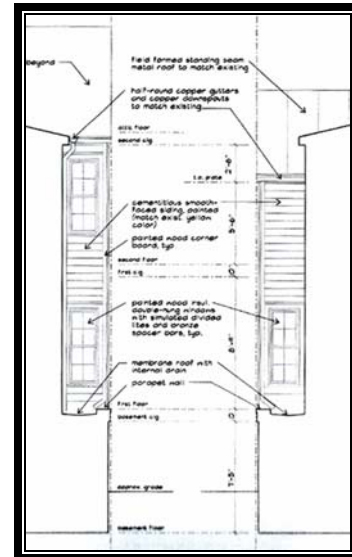 beyond
field formed standing seam
metal roof to match existing
half-round copper gutters
and copper downspouts
to match existing
attic floor
second clg
t.o. plate
cementitious smooth-
faced siding, painted
(match exist. yellow
color)
painted wood corner
board, typ
second floor
first clg
painted wood insul.
double-hung windows
with simulated divided
lites and bronze
spacer bars, typ.
membrane roof with
internal drain
parapet wall
first floor
basement clg
approx. grade
basement floor